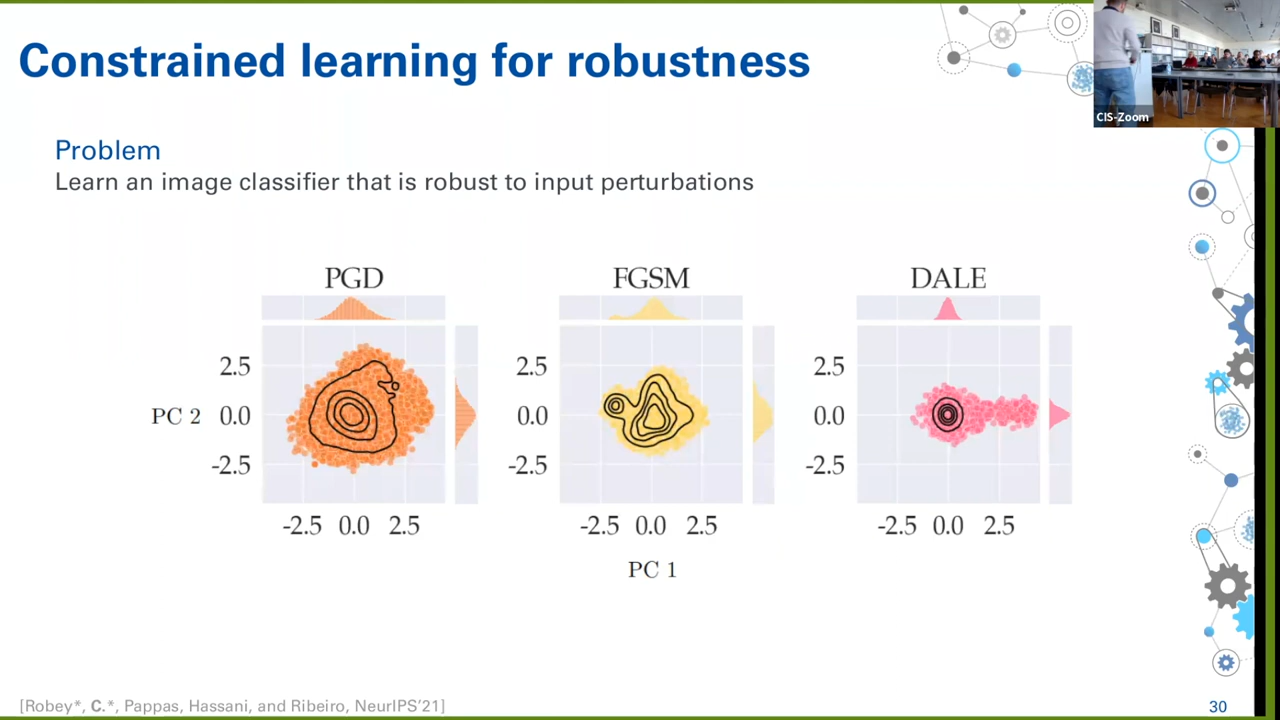 Constrained learning for robustness
CIS-Zoom
Problem
Learn an image classifier that is robust to input perturbations
PGD
FGSM
DALE
2.5
0.0
-2.5
PC 2
-2.5 0.0 2.5
2.5
0.0
-2.5
-2.5 0.0 2.5
2.5
0.0
-2.5
-2.5 0.0 2.5
PC 1
[Robey*, C.*, Pappas, Hassani, and Ribeiro, NeurIPS'21]
30